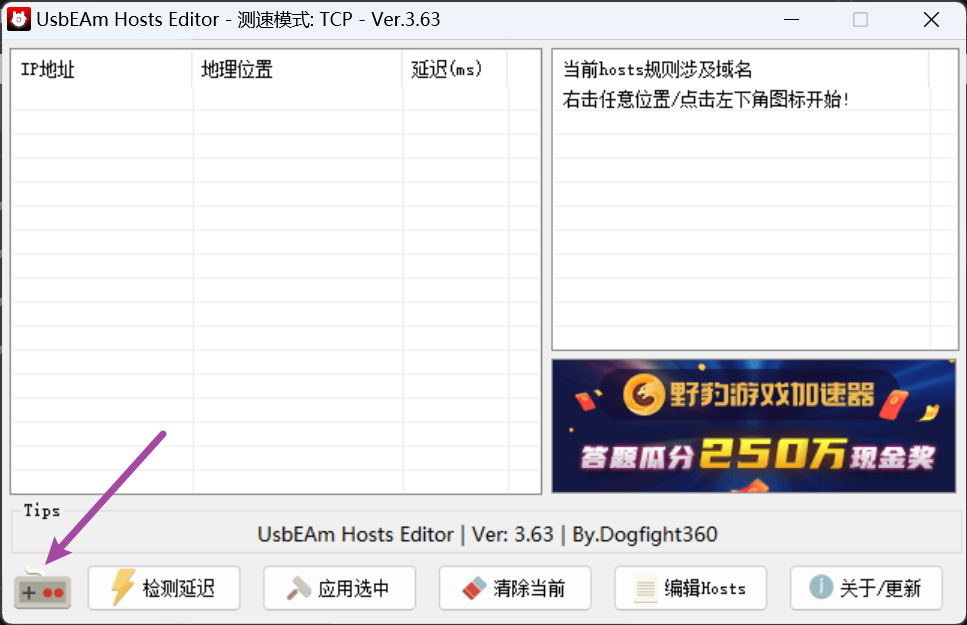 UsbEAm Hosts Editor - 测速模式: TCP - Ver.3.63
IP地址 地理位置 延迟(ms)
当前hosts规则涉及域名
右击任意位置/点击左下角图标开始!
野豹游戏加速器
答题瓜分250万现金奖
Tips
UsbEAm Hosts Editor | Ver: 3.63 | By.Dogfight360
检测延迟 应用选中 清除当前 编辑Hosts 关于/更新